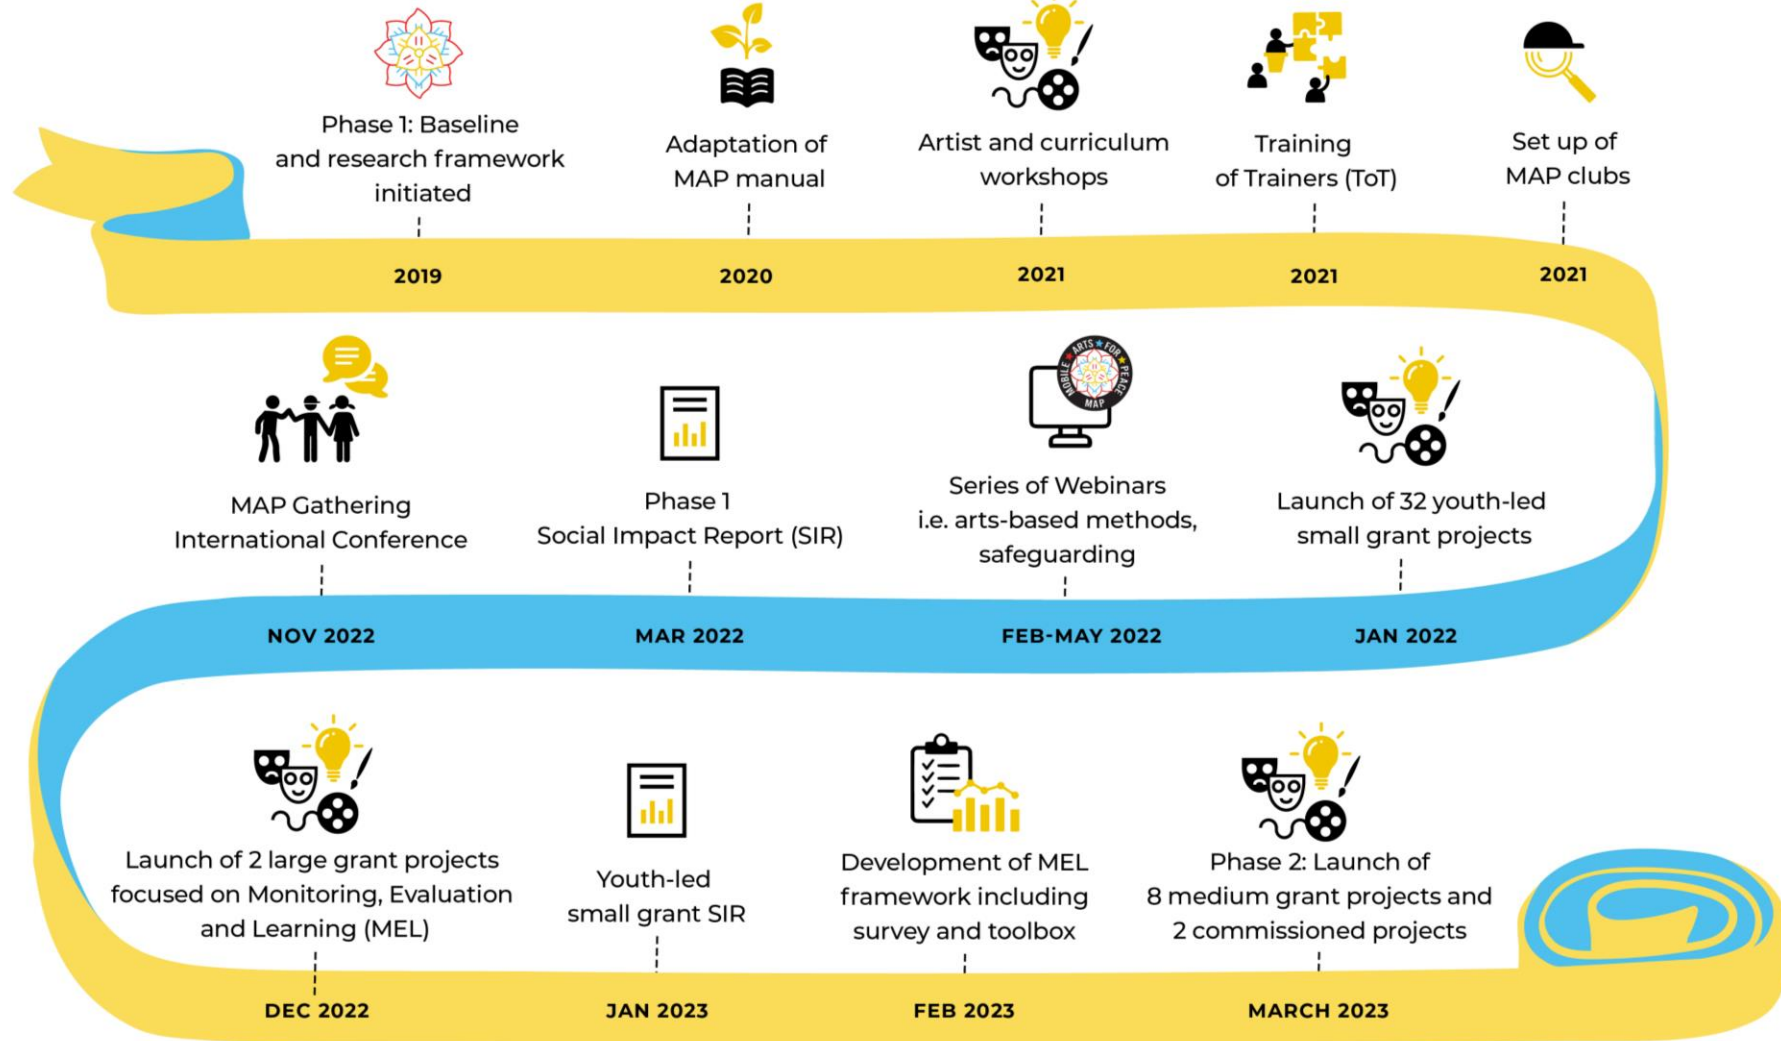 Phase 1: Baseline
and research framework
initiated
2019
Adaptation of
MAP manual
2020
Artist and curriculum
workshops
2021
Training
of Trainers (ToT)
2021
Set up of
MAP clubs
2021
MAP Gathering
International Conference
NOV 2022
Phase 1
Social Impact Report (SIR)
MAR 2022
MOBILE ARTS FOR PEACE
MAP
Series of Webinars
i.e. arts-based methods,
safeguarding
FEB-MAY 2022
Launch of 32 youth-led
small grant projects
JAN 2022
Launch of 2 large grant projects
focused on Monitoring, Evaluation
and Learning (MEL)
DEC 2022
Youth-led
small grant SIR
JAN 2023
Development of MEL
framework including
survey and toolbox
FEB 2023
Phase 2: Launch of
8 medium grant projects and
2 commissioned projects
MARCH 2023